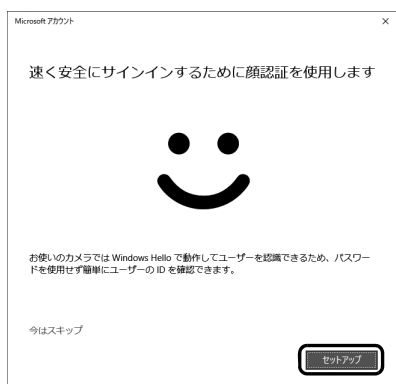 Microsoft アカウント
速く安全にサインインするために顔認証を使用します
お使いのカメラでは Windows Hello で動作してユーザーを認識できるため、パスワー
ドを使用せず簡単にユーザーの ID を確認できます。
今はスキップ
セットアップ